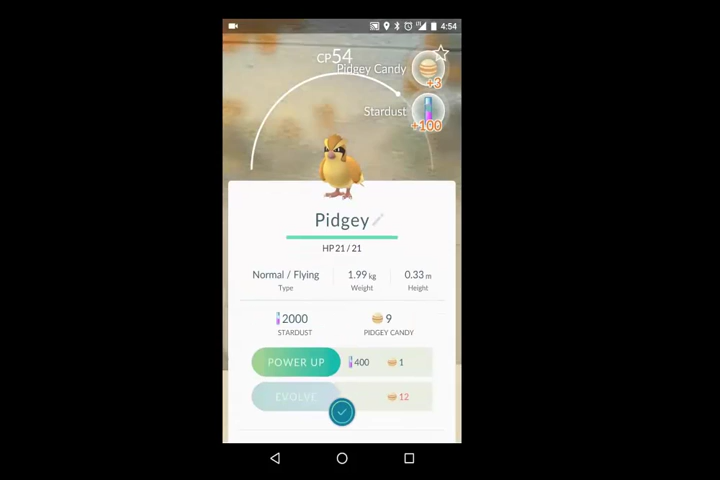 4:54
CP54
Pidgey Candy
+3
Stardust
+100
Pidgey
HP 21 / 21
Normal / Flying
Type
1.99 kg
Weight
0.33 m
Height
2000
STARDUST
9
PIDGEY CANDY
POWER UP 400 1
EVOLVE 12